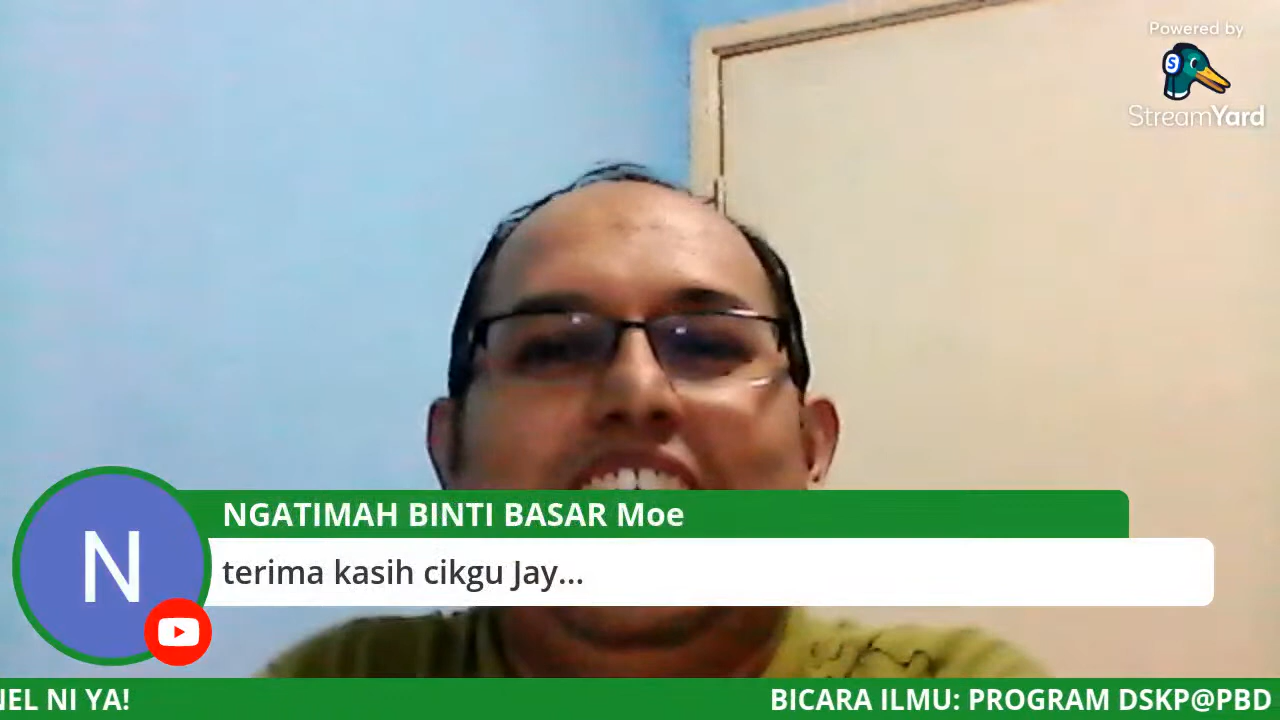 Powered by
S
StreamYard
NGATIMAH BINTI BASAR Moe
N
terima kasih cikgu Jay...
NEL NI YA!
BICARA ILMU: PROGRAM DSKP@PBD